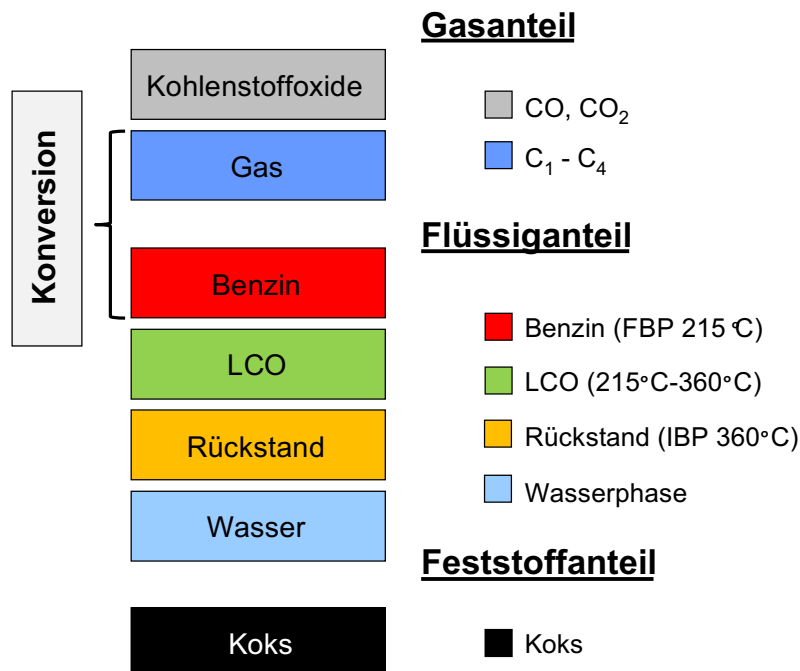 Gasanteil
Kohlenstoffoxide
CO, CO₂
Gas
C₁ - C₄
Konversion
Flüssiganteil
Benzin
Benzin (FBP 215 °C)
LCO
LCO (215°C-360°C)
Rückstand
Rückstand (IBP 360°C)
Wasser
Wasserphase
Feststoffanteil
Koks
Koks